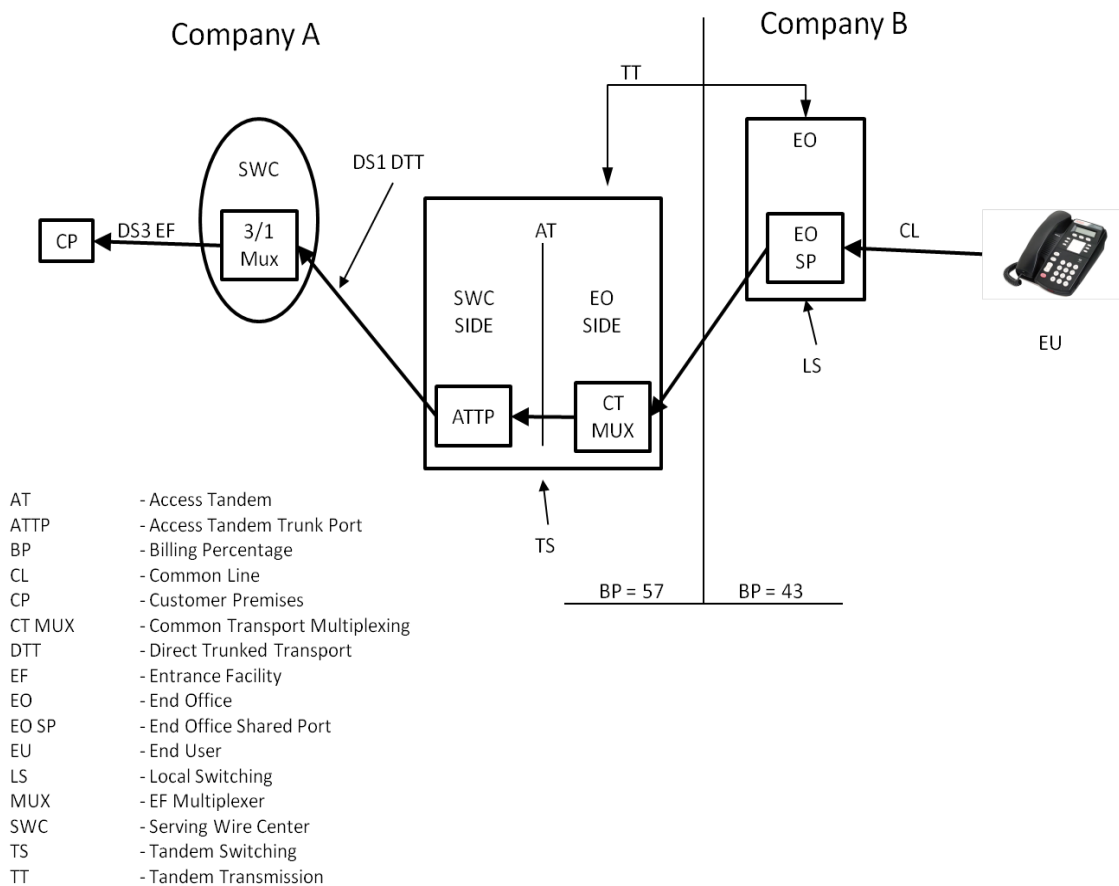 Company A
Company B
TT
EO
SWC
DS1 DTT
AT
CP
DS3 EF
3/1
Mux
EO
SP
CL
SWC
SIDE
EO
SIDE
LS
EU
ATTP
CT
MUX
TS
BP = 57
BP = 43
AT - Access Tandem
ATTP - Access Tandem Trunk Port
BP - Billing Percentage
CL - Common Line
CP - Customer Premises
CT MUX - Common Transport Multiplexing
DTT - Direct Trunked Transport
EF - Entrance Facility
EO - End Office
EO SP - End Office Shared Port
EU - End User
LS - Local Switching
MUX - EF Multiplexer
SWC - Serving Wire Center
TS - Tandem Switching
TT - Tandem Transmission